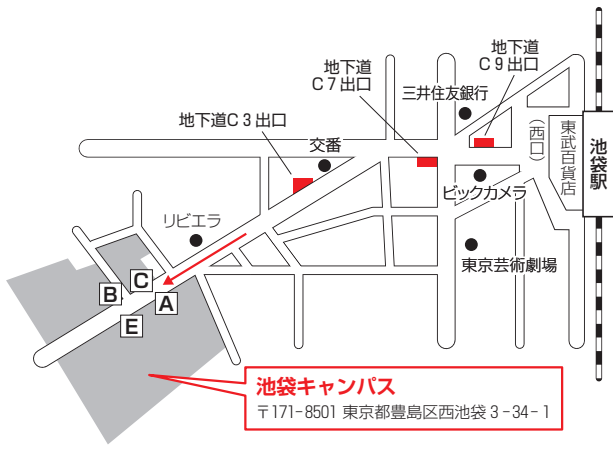 地下道
C 9 出口
地下道
C 7 出口
三井住友銀行
地下道C 3 出口
交番
(西口)
東武百貨店
池袋駅
ビックカメラ
リビエラ
東京芸術劇場
C
B
A
E
池袋キャンパス
〒171-8501 東京都豊島区西池袋 3 -34- 1